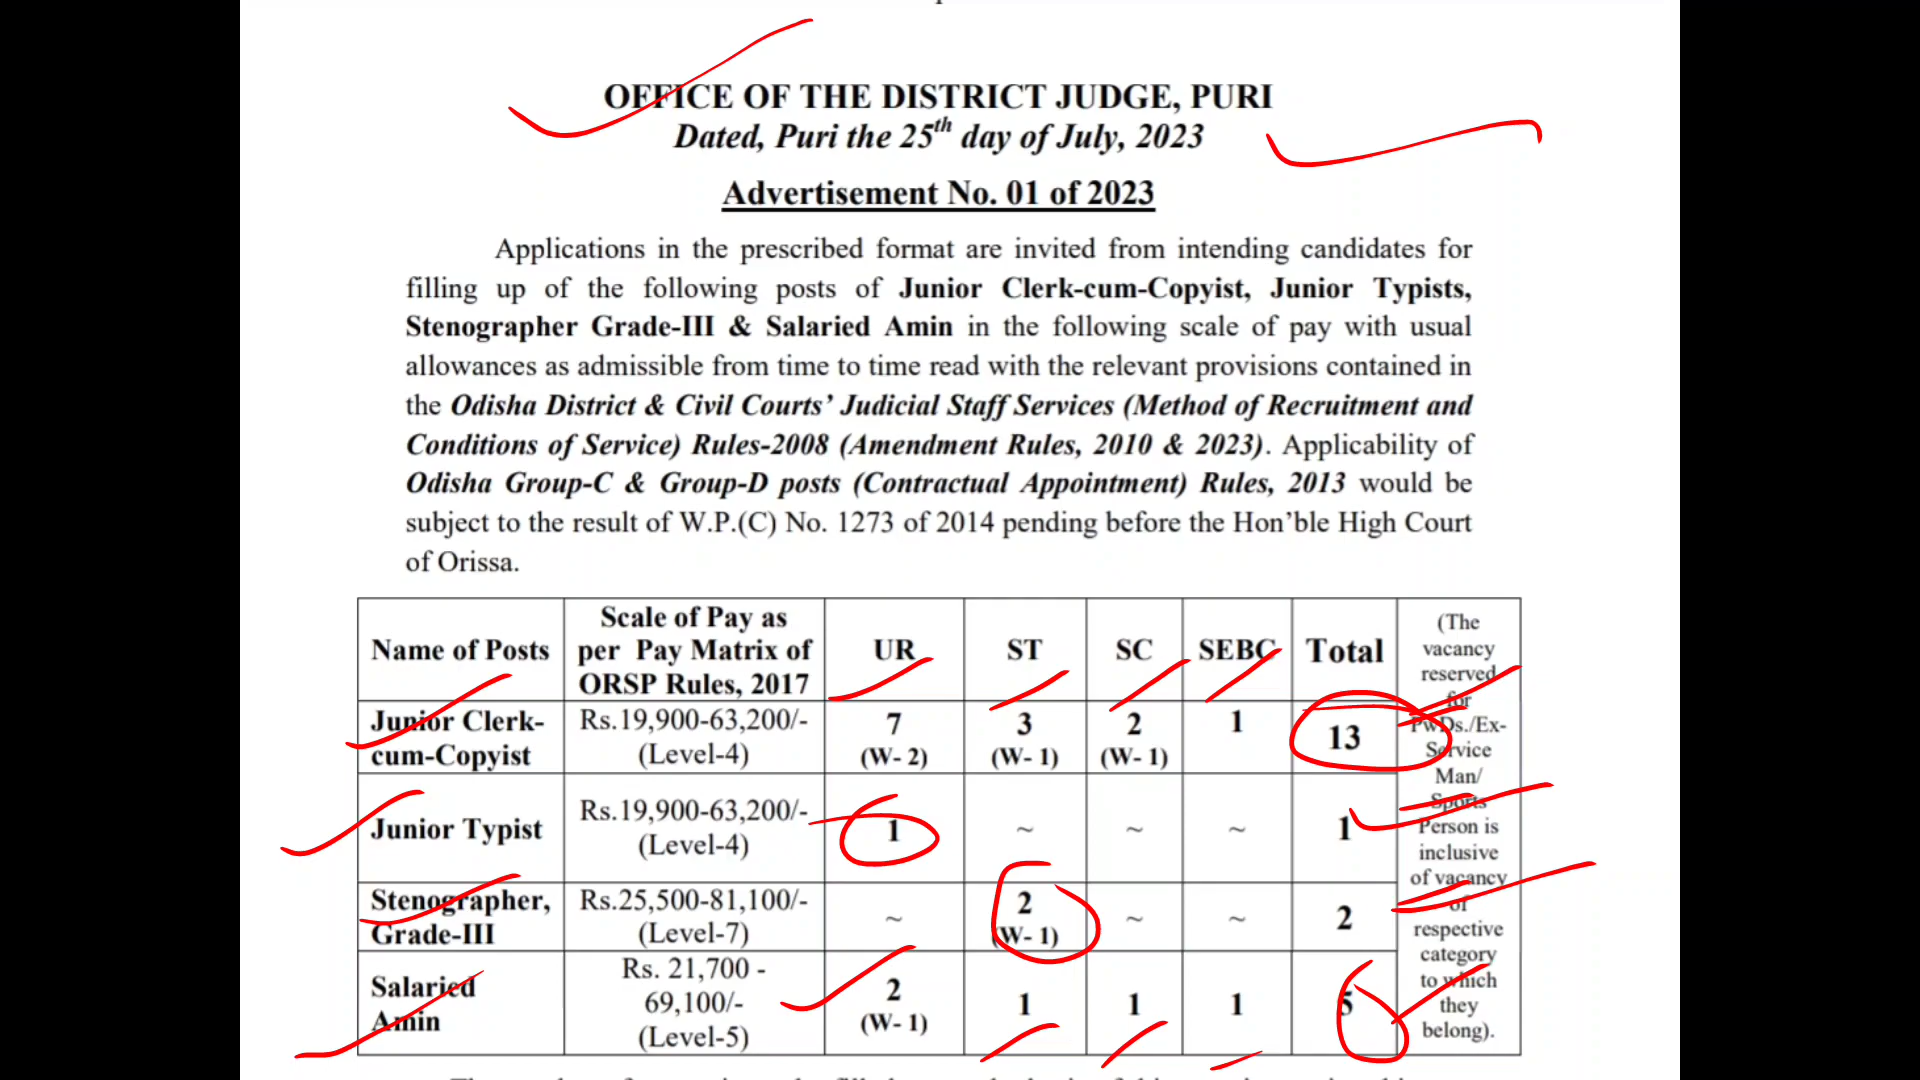 OFFICE OF THE DISTRICT JUDGE, PURI
Dated, Puri the 25th day of July, 2023
Advertisement No. 01 of 2023
Applications in the prescribed format are invited from intending candidates for
filling up of the following posts of Junior Clerk-cum-Copyist, Junior Typists,
Stenographer Grade-III & Salaried Amin in the following scale of pay with usual
allowances as admissible from time to time read with the relevant provisions contained in
the Odisha District & Civil Courts’ Judicial Staff Services (Method of Recruitment and
Conditions of Service) Rules-2008 (Amendment Rules, 2010 & 2023). Applicability of
Odisha Group-C & Group-D posts (Contractual Appointment) Rules, 2013 would be
subject to the result of W.P.(C) No. 1273 of 2014 pending before the Hon’ble High Court
of Orissa.
Name of Posts
Scale of Pay as
per Pay Matrix of
ORSP Rules, 2017
UR
ST
SC
SEBC
Total
(The
vacancy
reserved
for
PwDs./Ex-
Service
Man/
Sports
Person is
inclusive
of vacancy
of
respective
category
to which
they
belong).
Junior Clerk-
cum-Copyist
Rs.19,900-63,200/-
(Level-4)
7
(W- 2)
3
(W- 1)
2
(W- 1)
1
13
Junior Typist
Rs.19,900-63,200/-
(Level-4)
1
~
~
~
1
Stenographer,
Grade-III
Rs.25,500-81,100/-
(Level-7)
~
2
(W- 1)
~
~
2
Salaried
Amin
Rs. 21,700 -
69,100/-
(Level-5)
2
(W- 1)
1
1
1
5